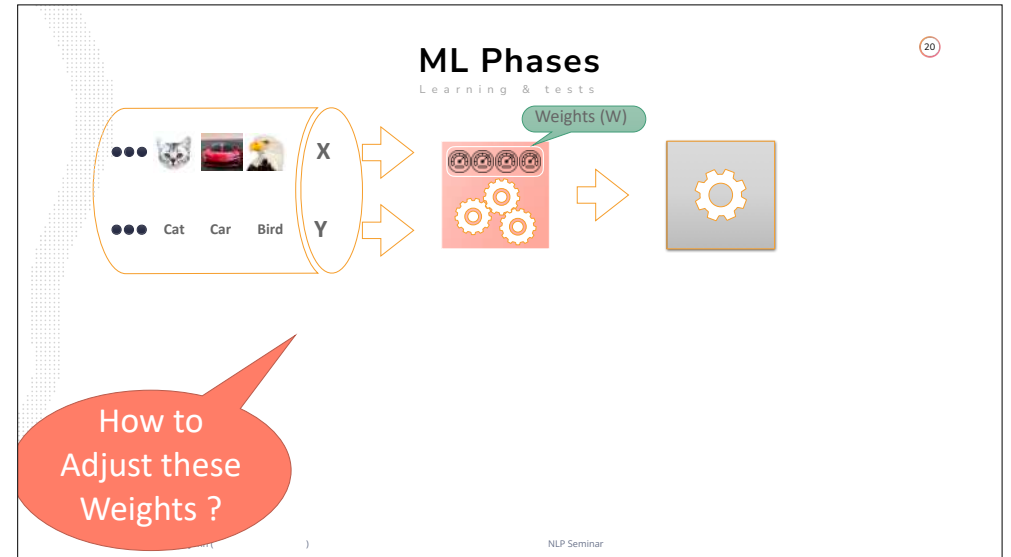 20
ML Phases
Learning & tests
Weights (W)
X
Cat Car Bird Y
How to
Adjust these
Weights ?
)
NLP Seminar